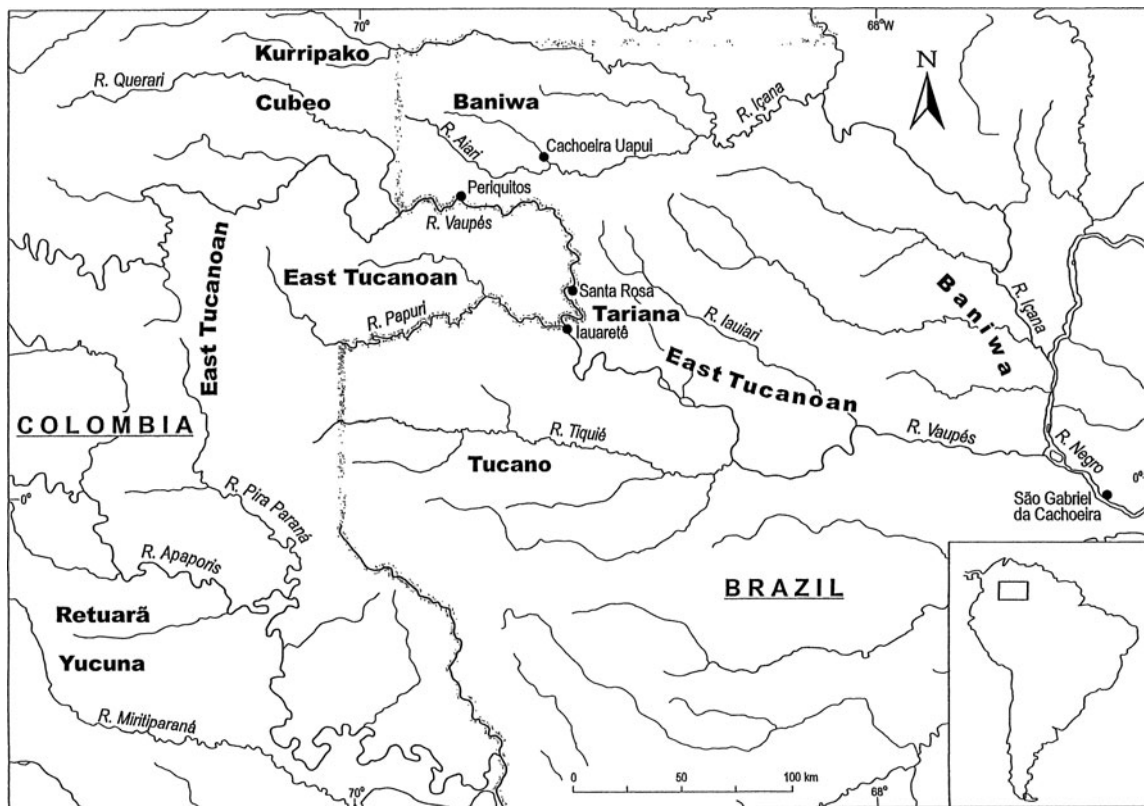 70°
68°W
N
Kurripako
R. Querari
Cubeo
Baniwa
R. Içana
R. Aiari
Cachoeira Uapui
Periquitos
R. Vaupés
East Tucanoan
East Tucanoan
Santa Rosa
Tariana
R. Papuri
Iauaretê
R. Iauiari
Baniwa
R. Içana
East Tucanoan
COLOMBIA
R. Tiquié
R. Vaupés
R. Negro
Tucano
0°
0°
São Gabriel
da Cachoeira
R. Pira Paraná
R. Apaporis
BRAZIL
Retuarã
Yucuna
R. Miritiparaná
0 50 100 km
70°
68°